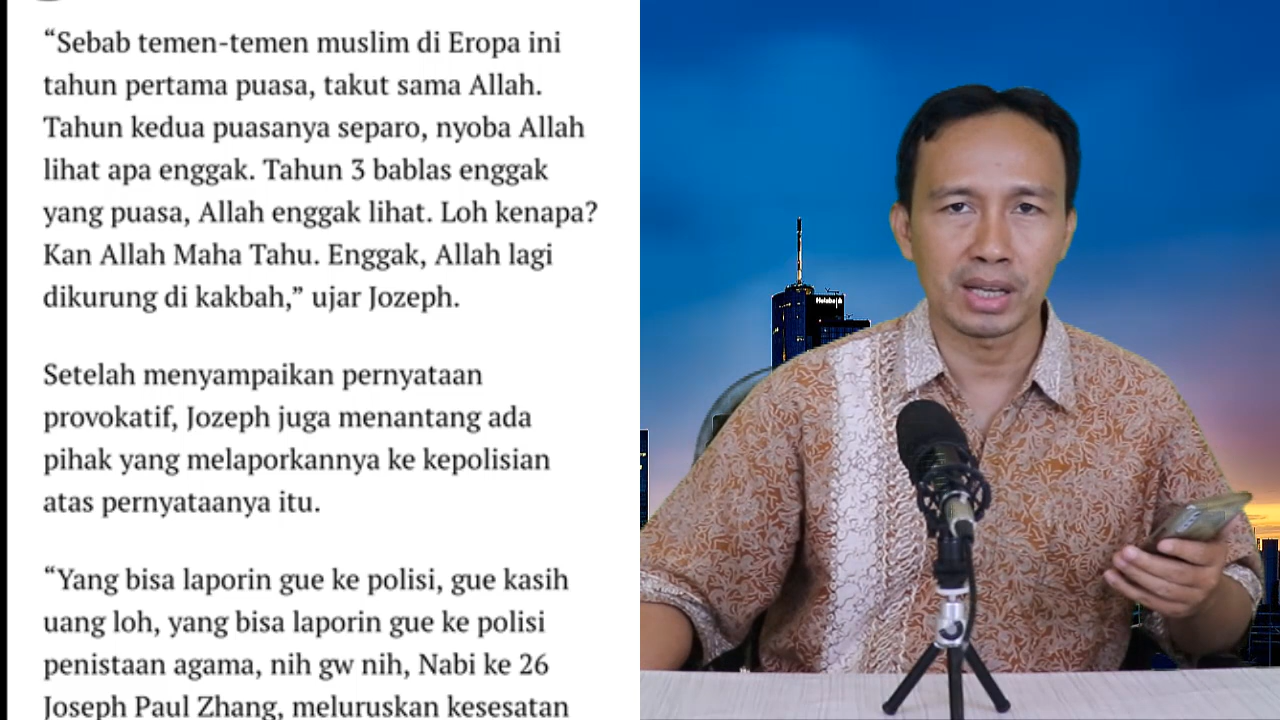 “Sebab temen-temen muslim di Eropa ini
tahun pertama puasa, takut sama Allah.
Tahun kedua puasanya separo, nyoba Allah
lihat apa enggak. Tahun 3 bablas enggak
yang puasa, Allah enggak lihat. Loh kenapa?
Kan Allah Maha Tahu. Enggak, Allah lagi
dikurung di kakbah,” ujar Jozeph.
Setelah menyampaikan pernyataan
provokatif, Jozeph juga menantang ada
pihak yang melaporkannya ke kepolisian
atas pernyataanya itu.
“Yang bisa laporin gue ke polisi, gue kasih
uang loh, yang bisa laporin gue ke polisi
penistaan agama, nih gw nih, Nabi ke 26
Joseph Paul Zhang, meluruskan kesesatan